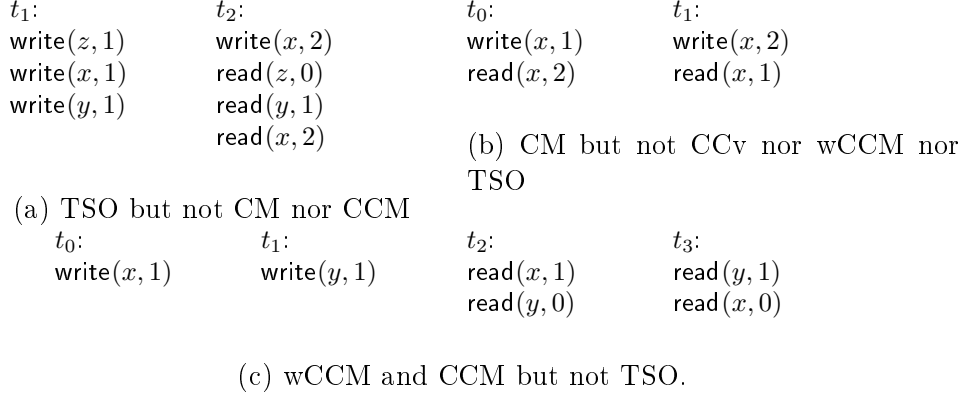 t₁: t₂: t₀: t₁:
write(z, 1) write(x, 2) write(x, 1) write(x, 2)
write(x, 1) read(z, 0) read(x, 2) read(x, 1)
write(y, 1) read(y, 1)
read(x, 2)
(b) CM but not CCv nor wCCM nor
TSO
(a) TSO but not CM nor CCM
t₀: t₁: t₂: t₃:
write(x, 1) write(y, 1) read(x, 1) read(y, 1)
read(y, 0) read(x, 0)
(c) wCCM and CCM but not TSO.